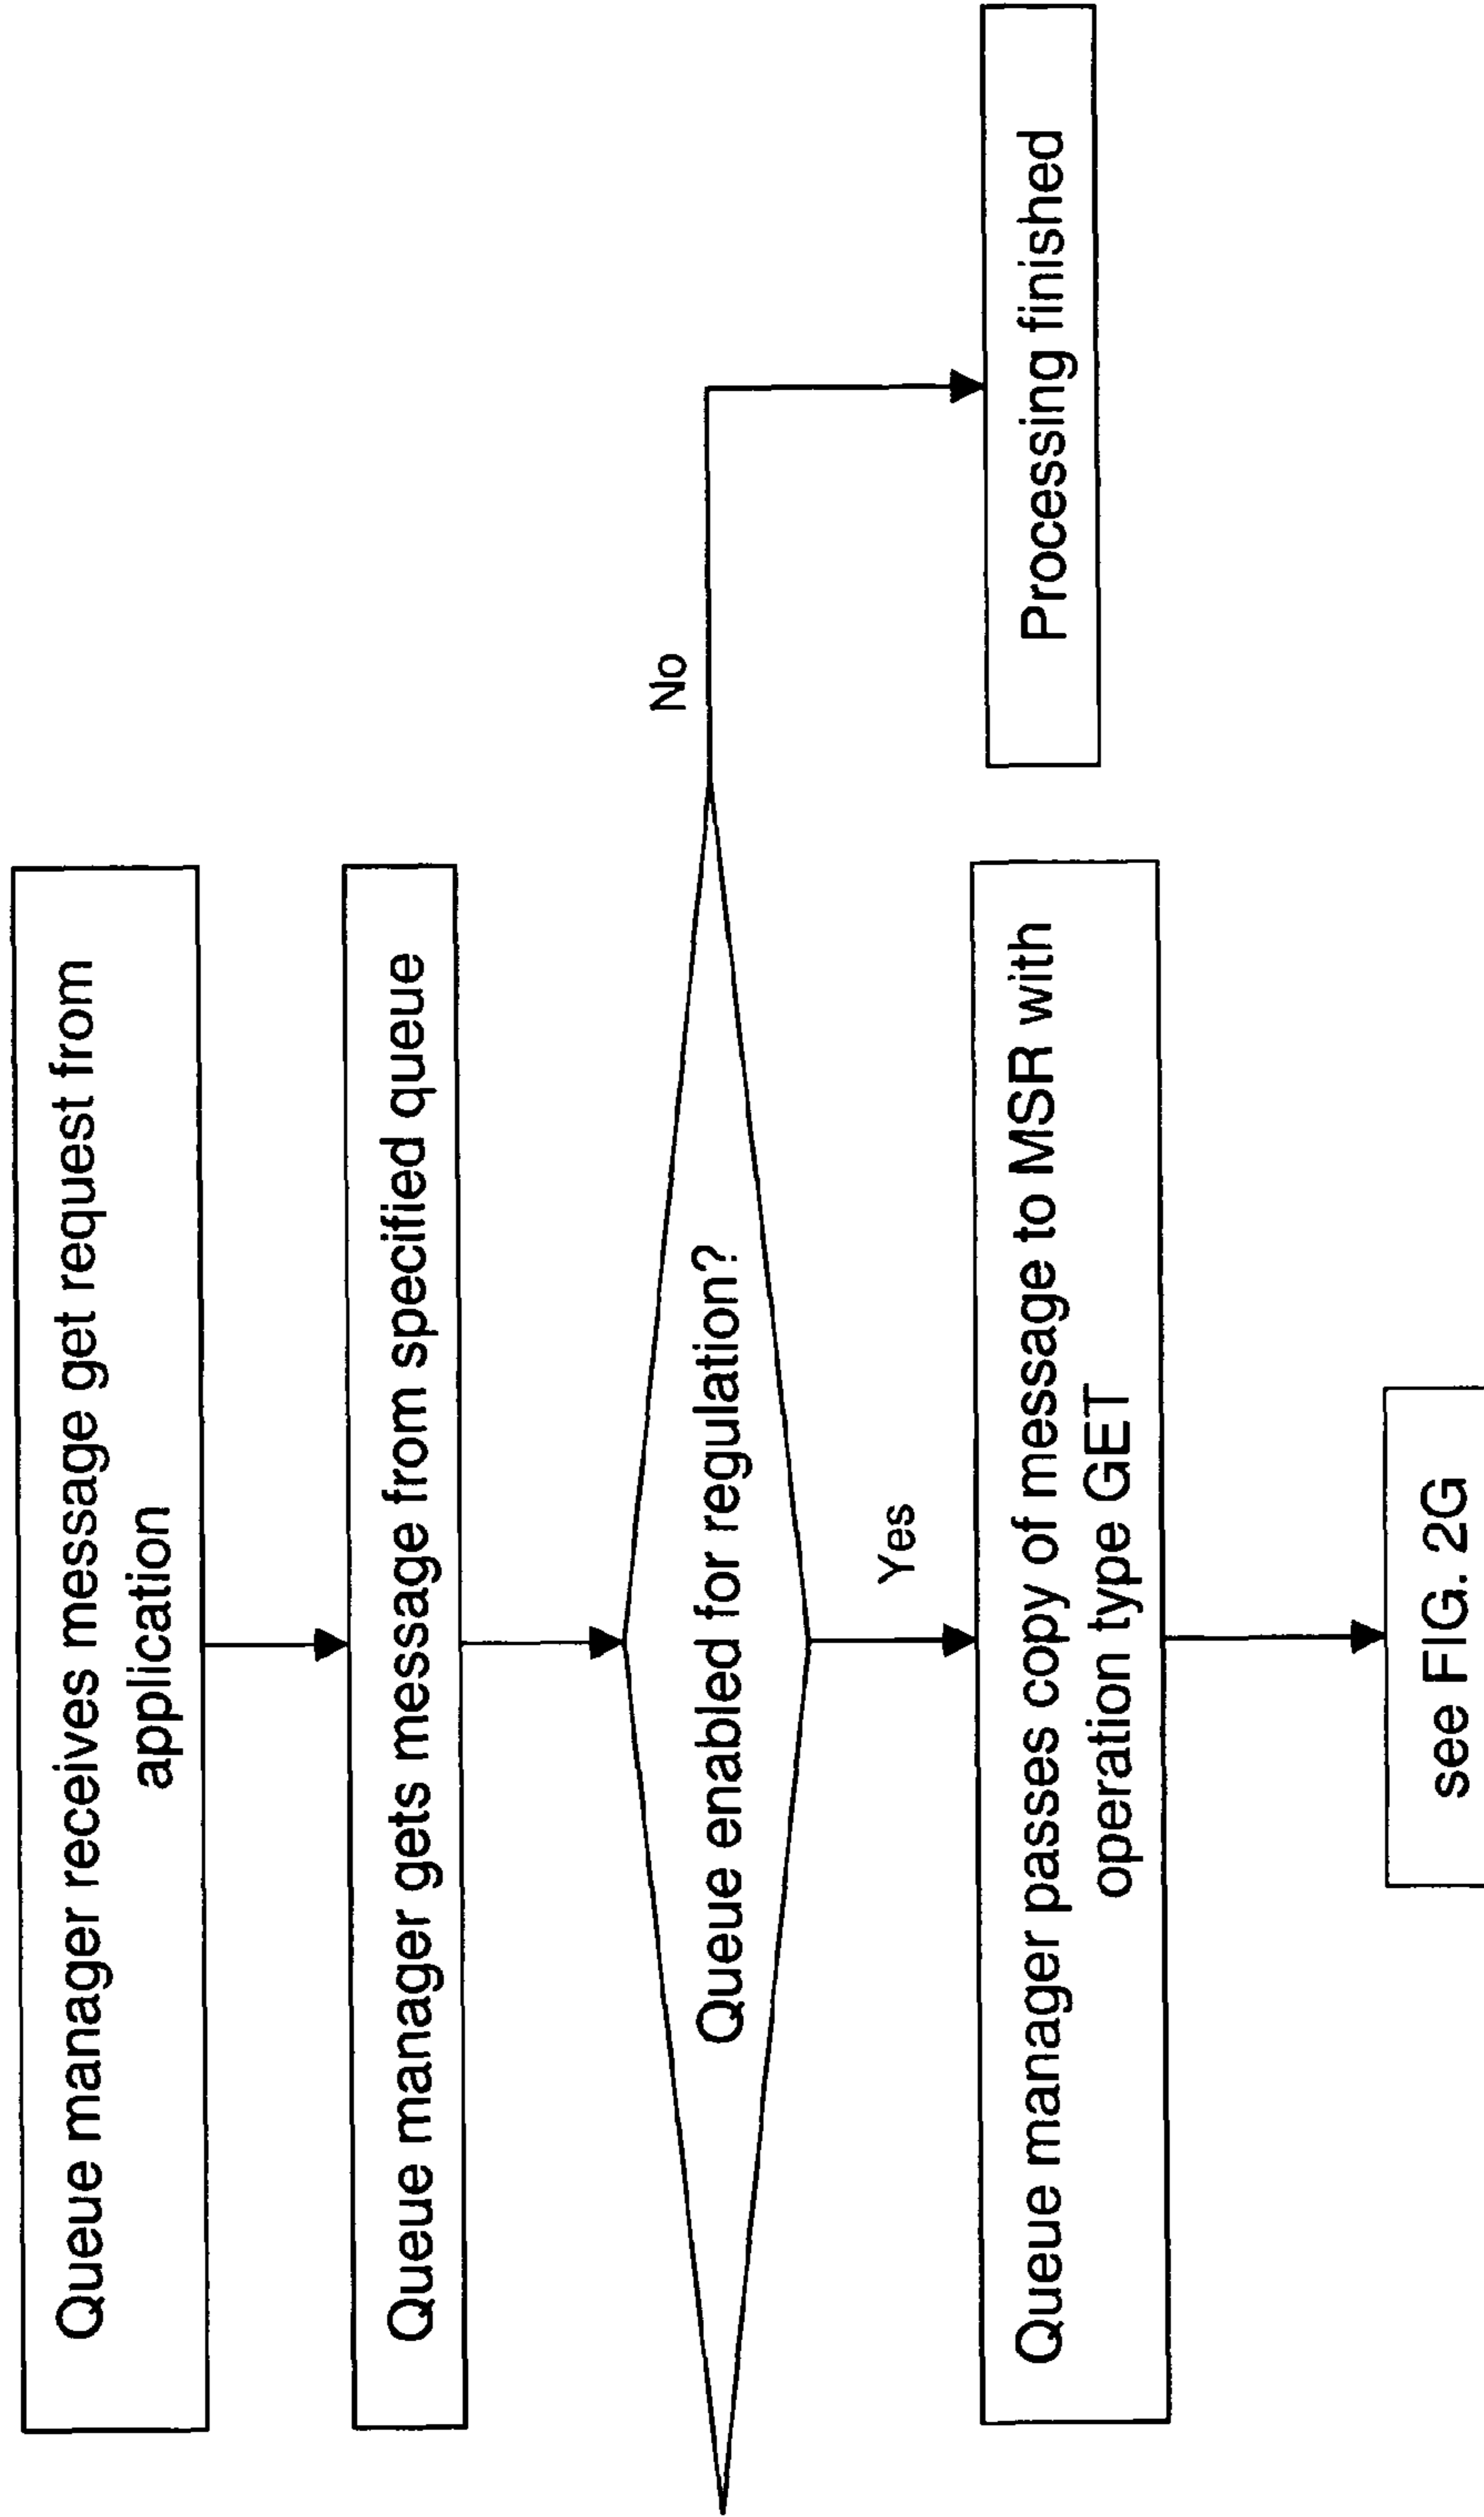 Queue manager receives message get request from
application
Queue manager gets message from specified queue
Queue enabled for regulation?
No
Yes
Processing finished
Queue manager passes copy of message to MSR with
operation type GET
see FIG. 2G